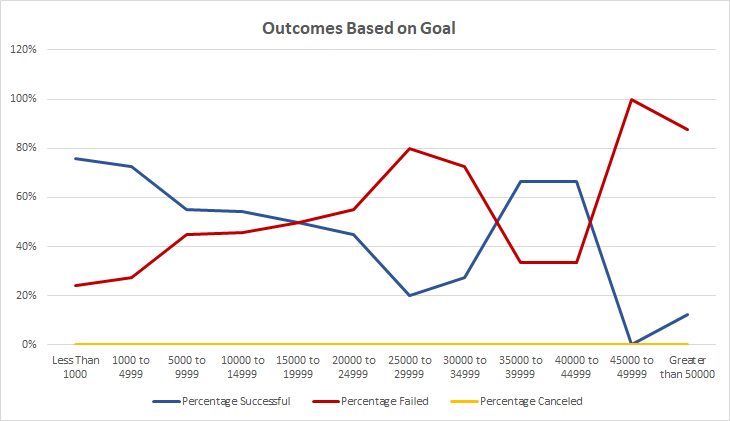 Outcomes Based on Goal
120%
100%
80%
60%
40%
20%
0%
Less Than 1000 to 5000 to 10000 to 15000 to 20000 to 25000 to 30000 to 35000 to 40000 to 45000 to Greater
1000 4999 9999 14999 19999 24999 29999 34999 39999 44999 49999 than 50000
Percentage Successful Percentage Failed Percentage Canceled